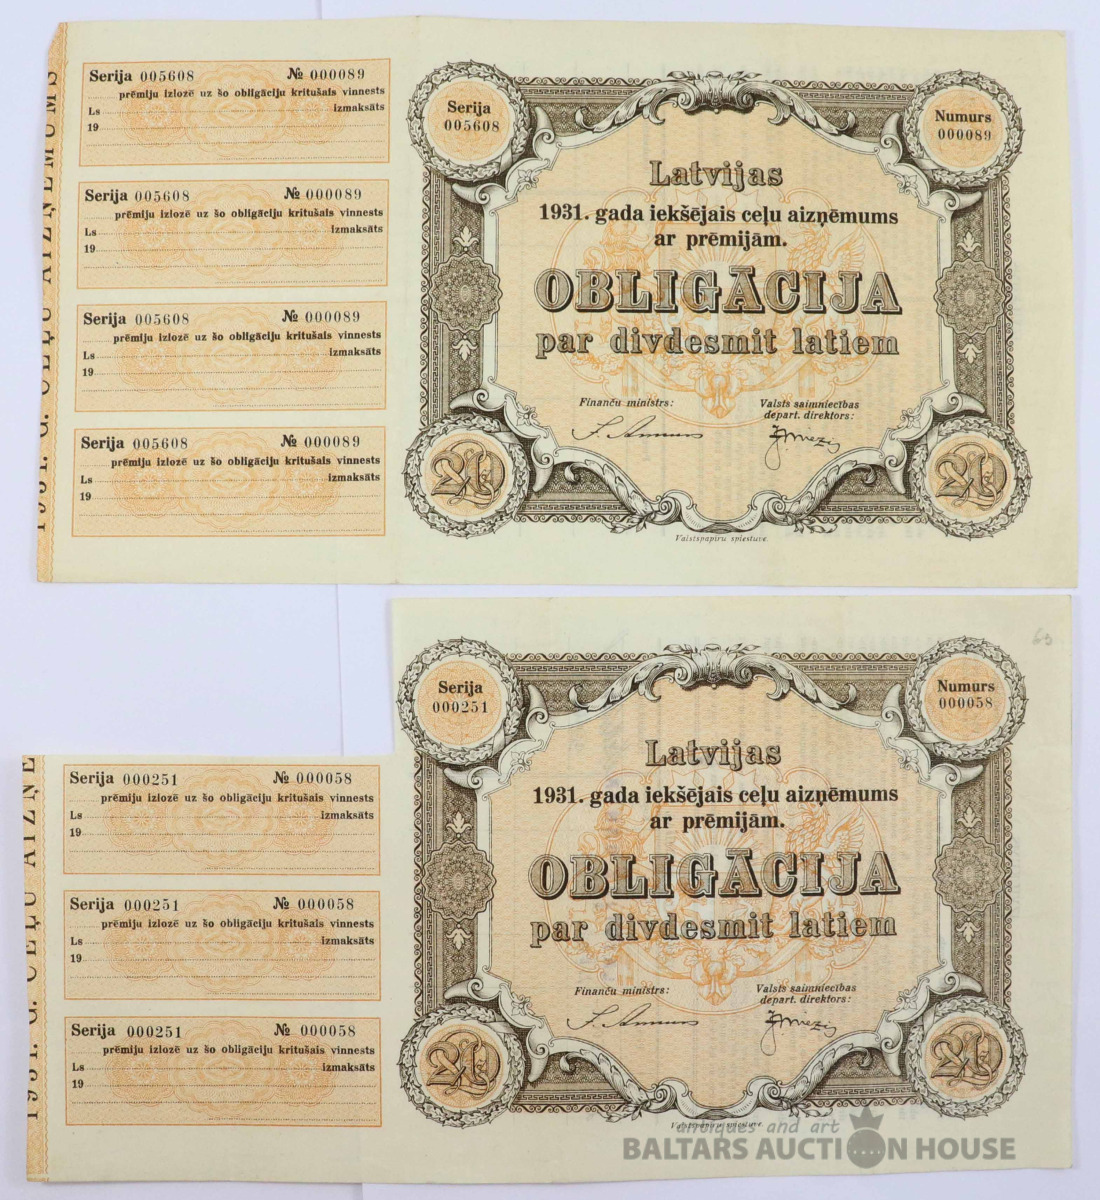 Serija 005608 № 000089
prēmiju izlozē uz šo obligāciju kritušais vinnests
Ls izmaksāts
19
Serija 005608 № 000089
prēmiju izlozē uz šo obligāciju kritušais vinnests
Ls izmaksāts
19
Serija 005608 № 000089
prēmiju izlozē uz šo obligāciju kritušais vinnests
Ls izmaksāts
19
Serija 005608 № 000089
prēmiju izlozē uz šo obligāciju kritušais vinnests
Ls izmaksāts
19
Serija
005608
Numurs
000089
Latvijas
1931. gada iekšējais ceļu aizņēmums
ar prēmijām.
OBLIGĀCIJA
par divdesmit latiem
Finanču ministrs:
Valsts saimniecības
depart. direktors:
Valstspapiru spiestuve.
Serija 000251 № 000058
prēmiju izlozē uz šo obligāciju kritušais vinnests
Ls izmaksāts
19
Serija 000251 № 000058
prēmiju izlozē uz šo obligāciju kritušais vinnests
Ls izmaksāts
19
Serija 000251 № 000058
prēmiju izlozē uz šo obligāciju kritušais vinnests
Ls izmaksāts
19
Serija
000251
Numurs
000058
Latvijas
1931. gada iekšējais ceļu aizņēmums
ar prēmijām.
OBLIGĀCIJA
par divdesmit latiem
Finanču ministrs:
Valsts saimniecības
depart. direktors:
Valstspapiru spiestuve.
antiques and art
BALTARS AUCTION HOUSE